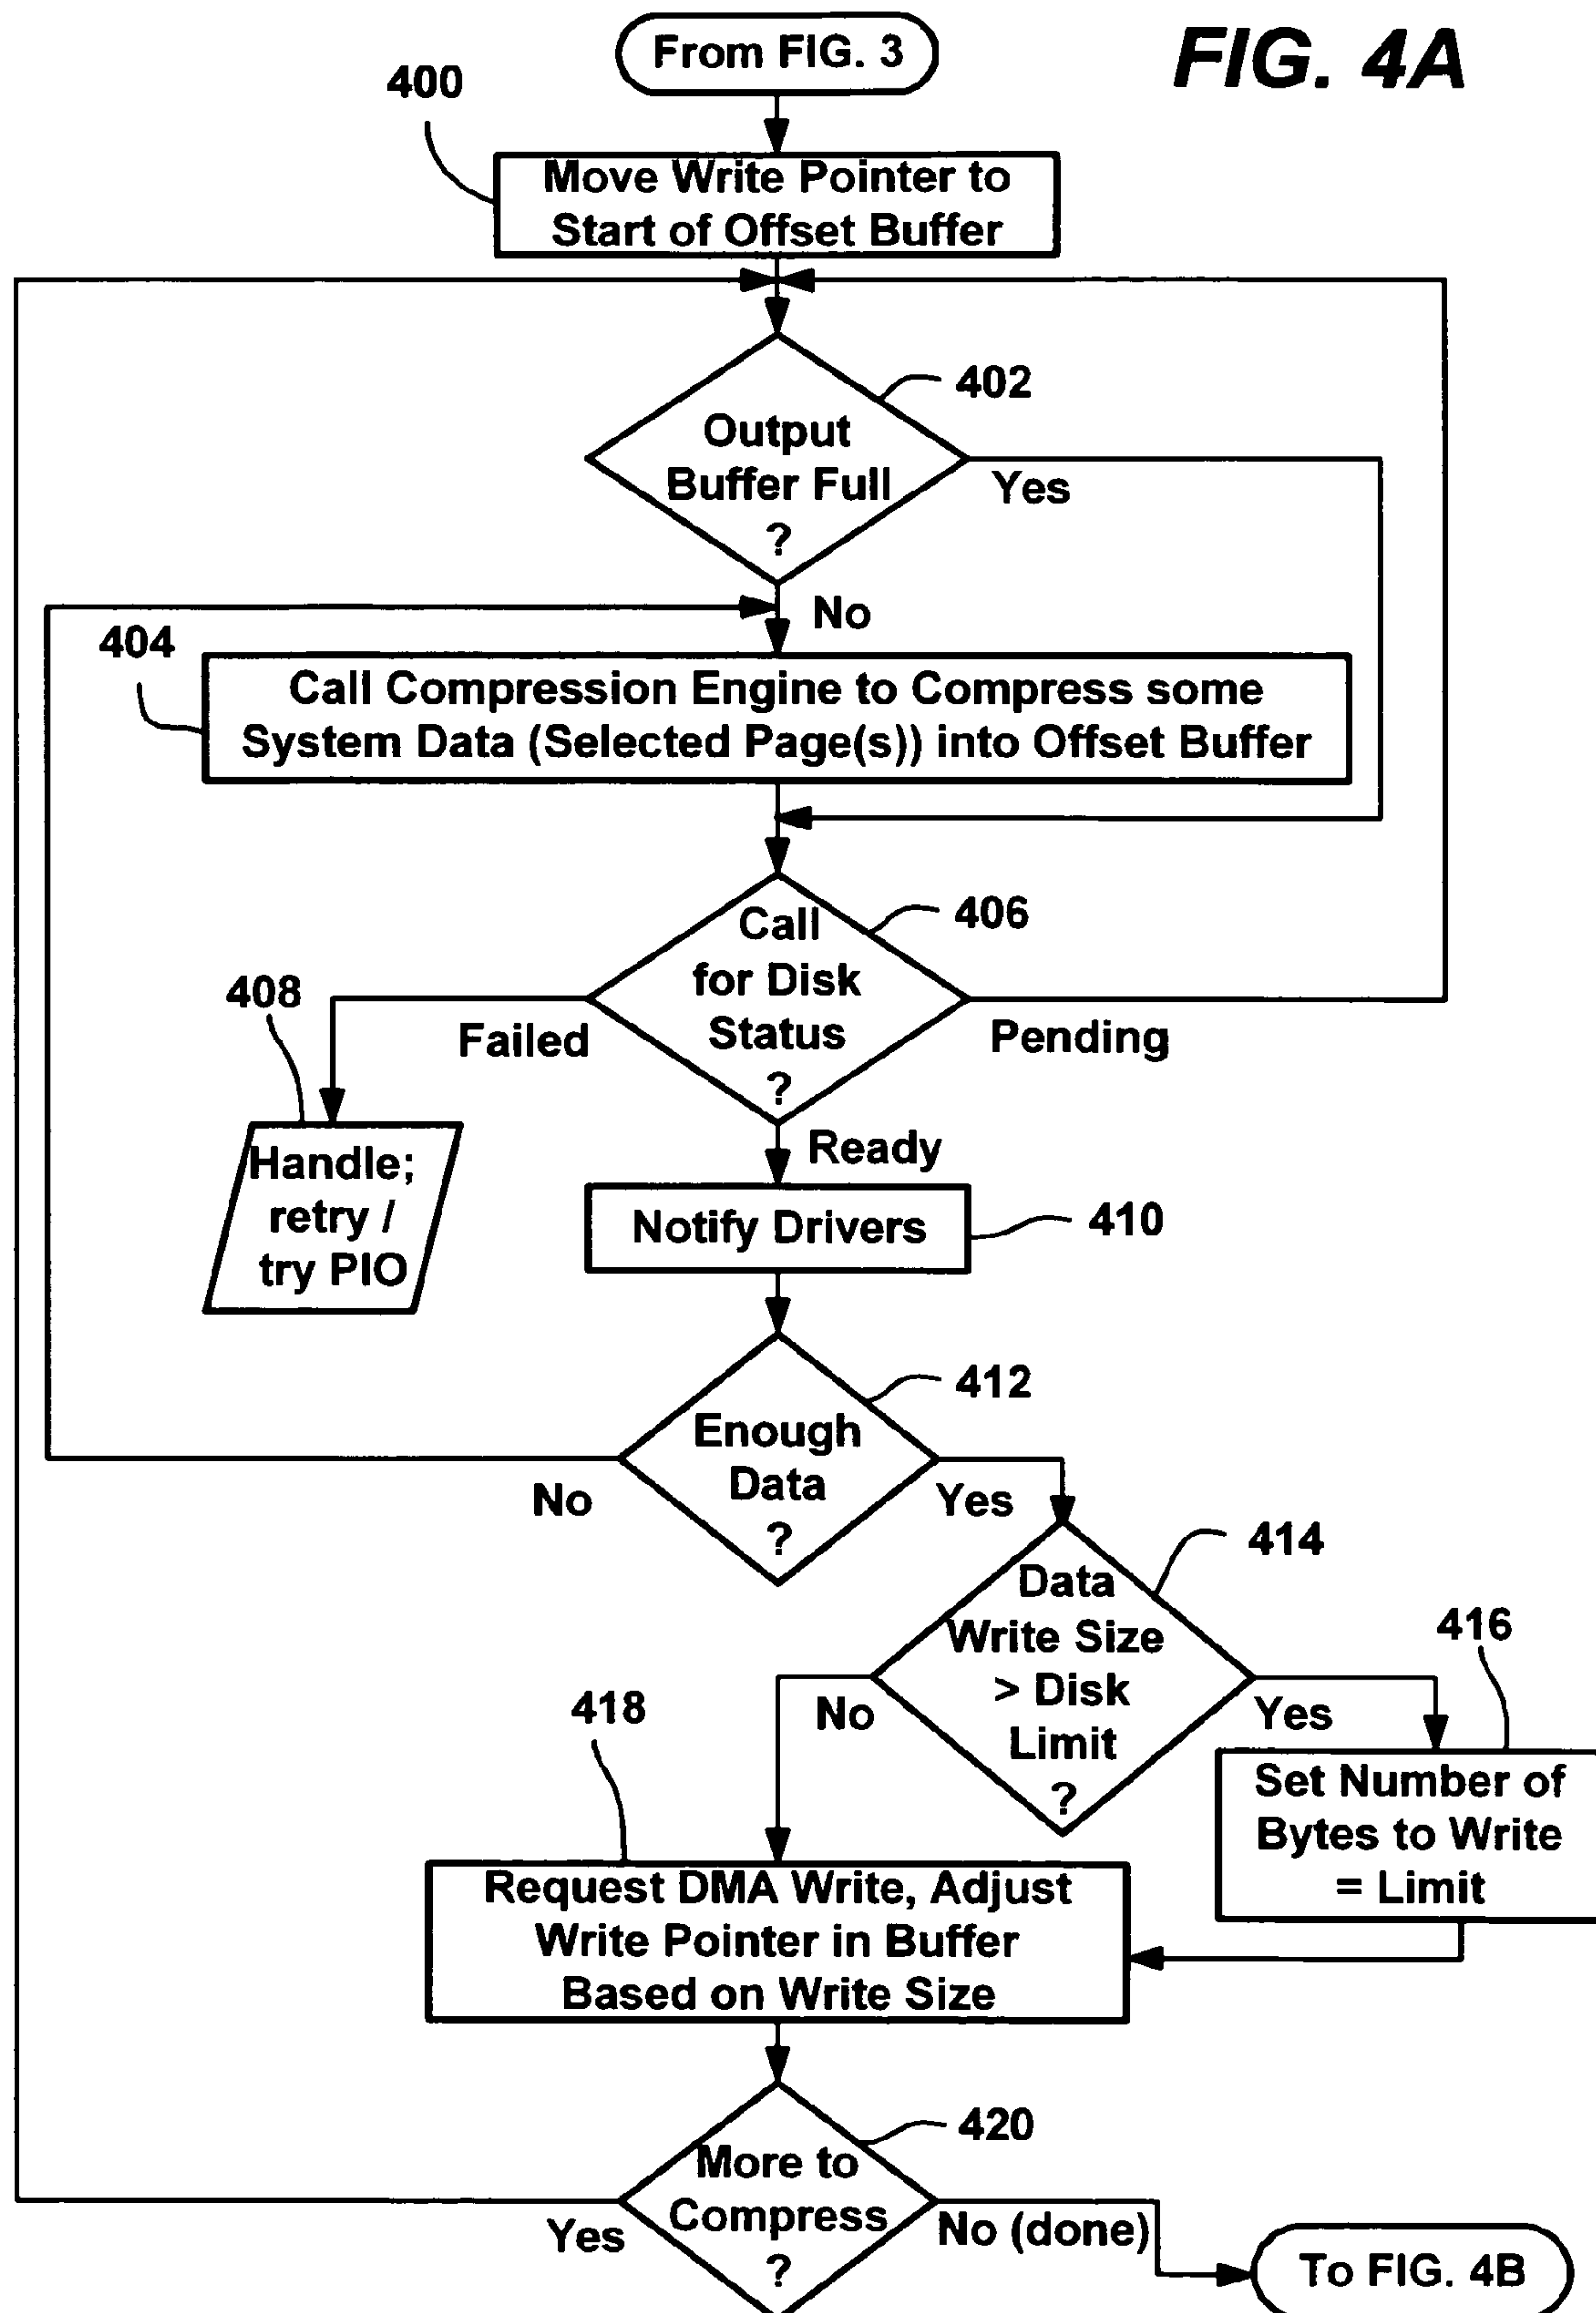 From FIG. 3
FIG. 4A
400
Move Write Pointer to
Start of Offset Buffer
402
Output
Buffer Full
?
Yes
No
404
Call Compression Engine to Compress some
System Data (Selected Page(s)) into Offset Buffer
406
Call
for Disk
Status
?
408
Failed
Pending
Handle;
retry /
try PIO
Ready
Notify Drivers
410
412
Enough
Data
?
No
Yes
414
Data
Write Size
> Disk
Limit
?
416
418
No
Yes
Set Number of
Bytes to Write
= Limit
Request DMA Write, Adjust
Write Pointer in Buffer
Based on Write Size
420
More to
Compress
?
Yes
No (done)
To FIG. 4B